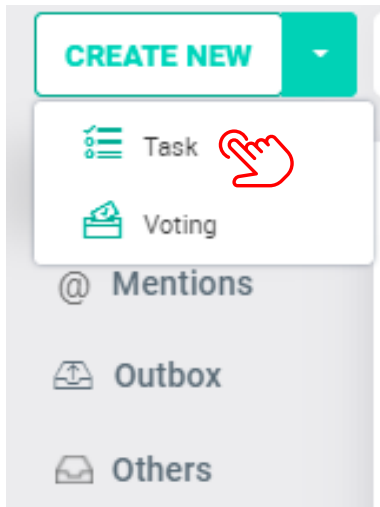 CREATE NEW
Task
Voting
@ Mentions
Outbox
Others